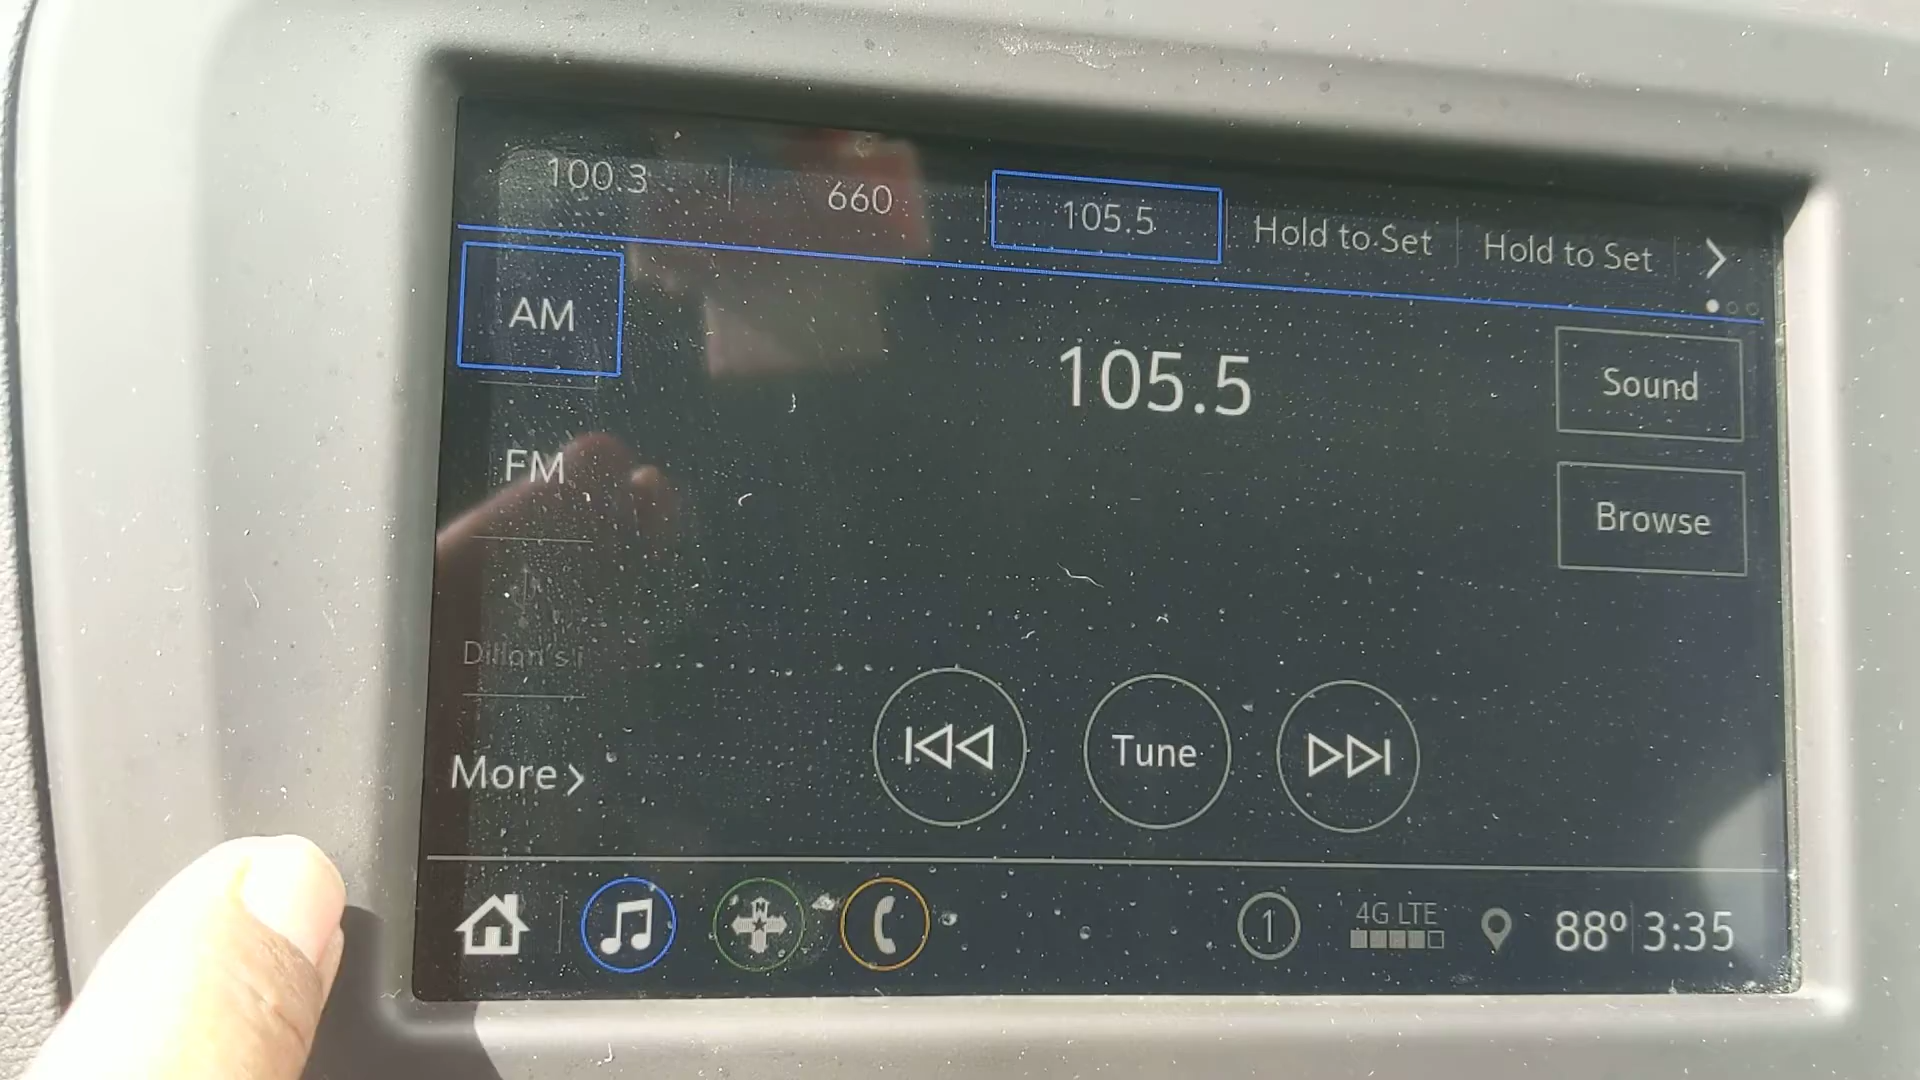 100.3
660
105.5
Hold to Set
Hold to Set
AM
105.5
Sound
FM
Browse
Dillon's i
More
Tune
N
1
4G LTE
88° 3:35